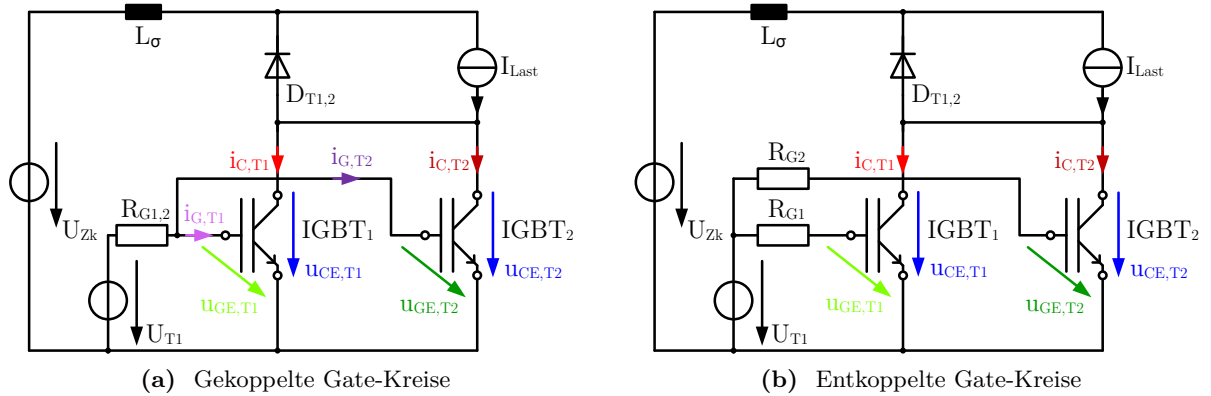 Lσ
ILast
DT1,2
iC,T1
iG,T2
iC,T2
RG1,2
iG,T1
UZk
IGBT1
IGBT2
uCE,T1
uCE,T2
uGE,T1
uGE,T2
UT1
(a) Gekoppelte Gate-Kreise
Lσ
ILast
DT1,2
iC,T1
iC,T2
RG2
RG1
UZk
IGBT1
IGBT2
uCE,T1
uCE,T2
uGE,T1
uGE,T2
UT1
(b) Entkoppelte Gate-Kreise